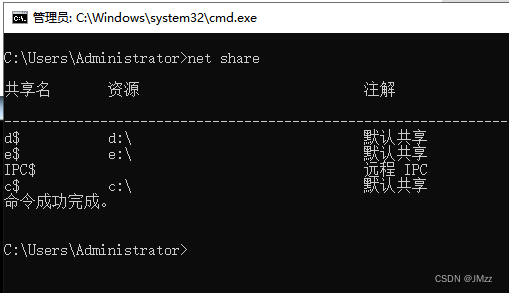 管理员: C:\Windows\system32\cmd.exe
C:\Users\Administrator>net share
共享名 资源 注解
-------------------------------------------------------------------------------
d$ d:\ 默认共享
e$ e:\ 默认共享
IPC$ 远程 IPC
c$ c:\ 默认共享
命令成功完成。
C:\Users\Administrator>
CSDN @JMzz